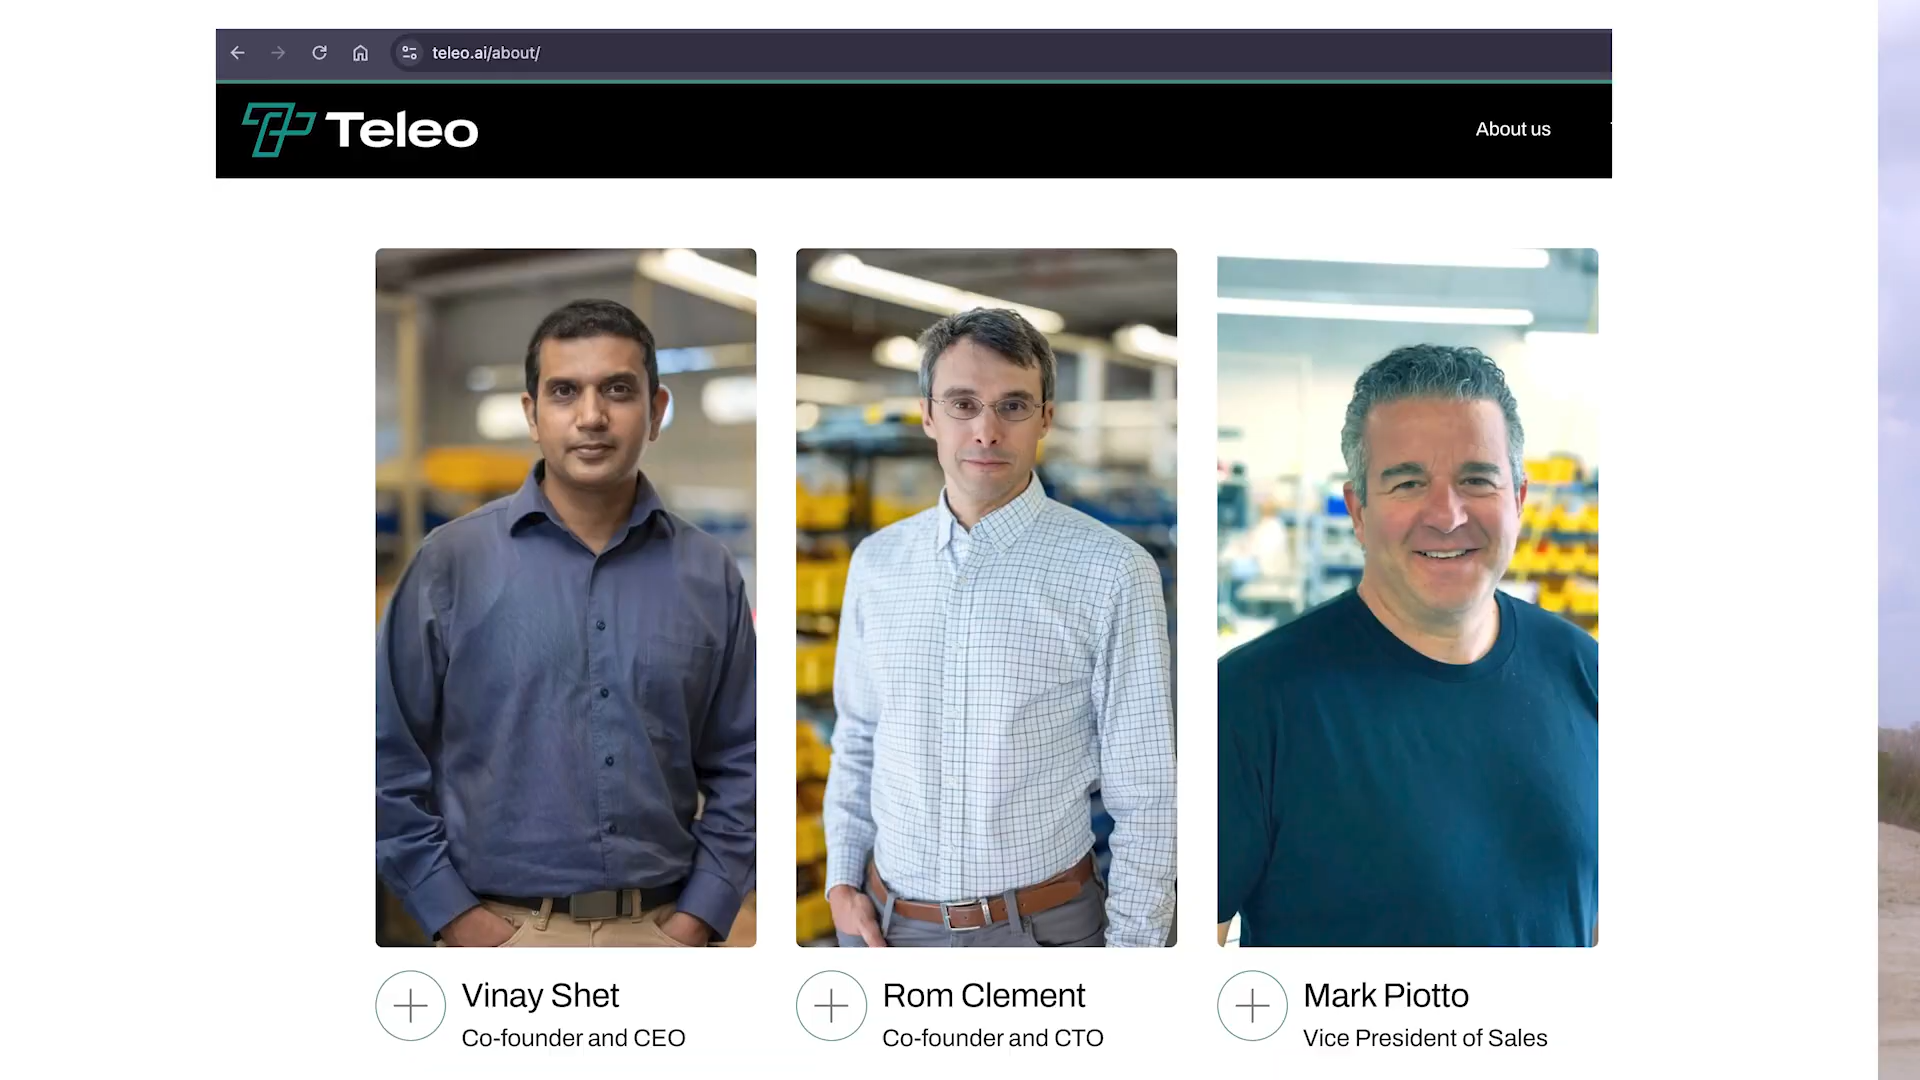 teleo.ai/about/
Teleo
About us
Vinay Shet
Co-founder and CEO
Rom Clement
Co-founder and CTO
Mark Piotto
Vice President of Sales